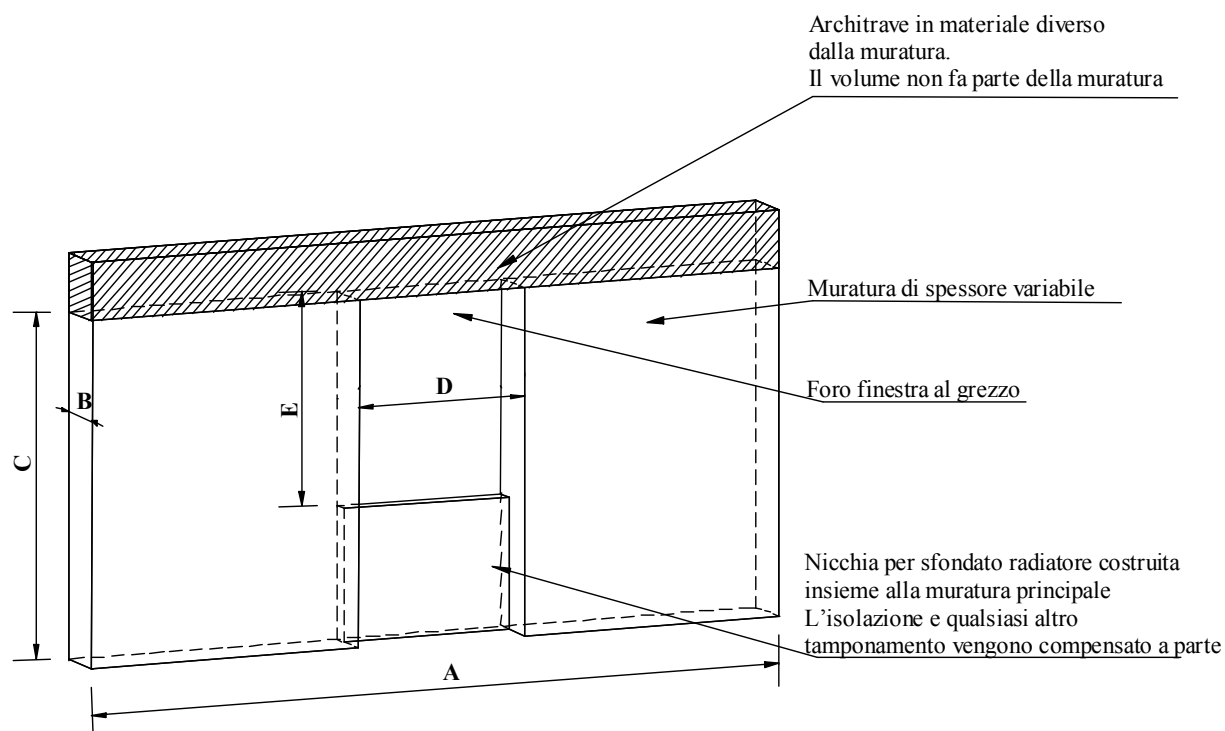 Architrave in materiale diverso
dalla muratura.
Il volume non fa parte della muratura
Muratura di spessore variabile
Foro finestra al grezzo
B
D
E
C
Nicchia per sfondato radiatore costruita
insieme alla muratura principale
L'isolazione e qualsiasi altro
tamponamento vengono compensato a parte
A